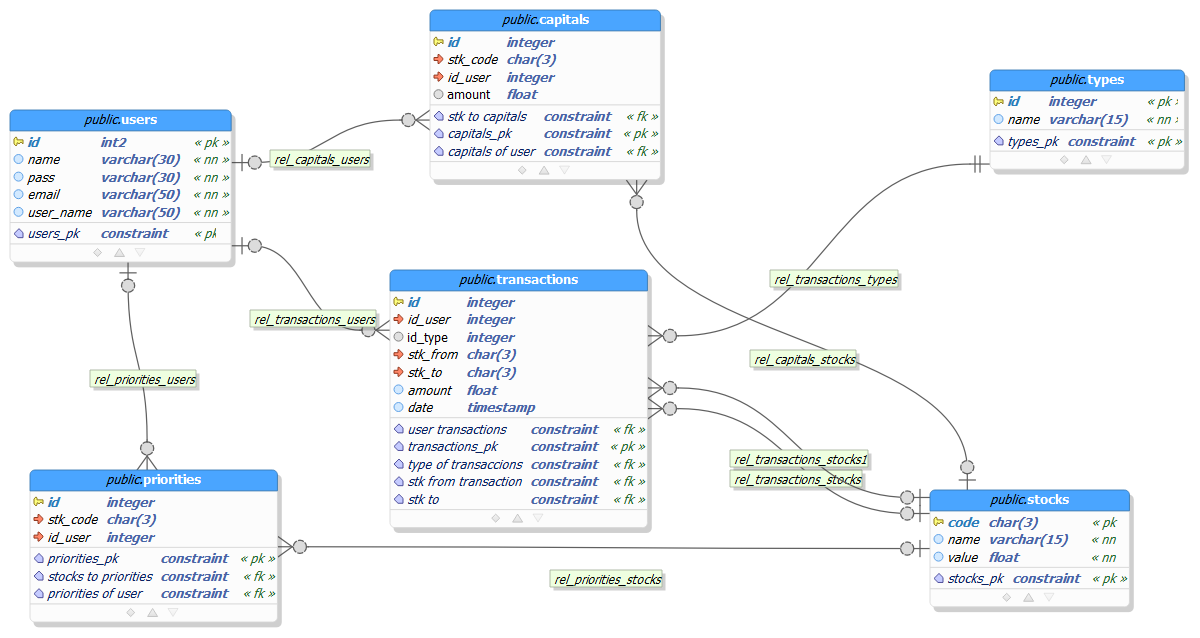 public.capitals
id integer
stk_code char(3)
id_user integer
amount float
stk to capitals constraint « fk »
capitals_pk constraint « pk »
capitals of user constraint « fk »
public.types
id integer « pk ›
name varchar(15) « nn ›
types_pk constraint « pk »
public.users
id int2 « pk »
name varchar(30) « nn »
pass varchar(30) « nn »
email varchar(50) « nn »
user_name varchar(50) « nn »
users_pk constraint « pk
rel_capitals_users
public.transactions
id integer
id_user integer
id_type integer
stk_from char(3)
stk_to char(3)
amount float
date timestamp
user transactions constraint « fk »
transactions_pk constraint « pk »
type of transaccions constraint « fk »
stk from transaction constraint « fk »
stk to constraint « fk »
rel_transactions_types
rel_transactions_users
rel_capitals_stocks
rel_priorities_users
rel_transactions_stocks1
rel_transactions_stocks
public.priorities
id integer
stk_code char(3)
id_user integer
priorities_pk constraint « pk »
stocks to priorities constraint « fk »
priorities of user constraint « fk »
public.stocks
code char(3) « pk
name varchar(15) « nn
value float « nn
stocks_pk constraint « pk »
rel_priorities_stocks